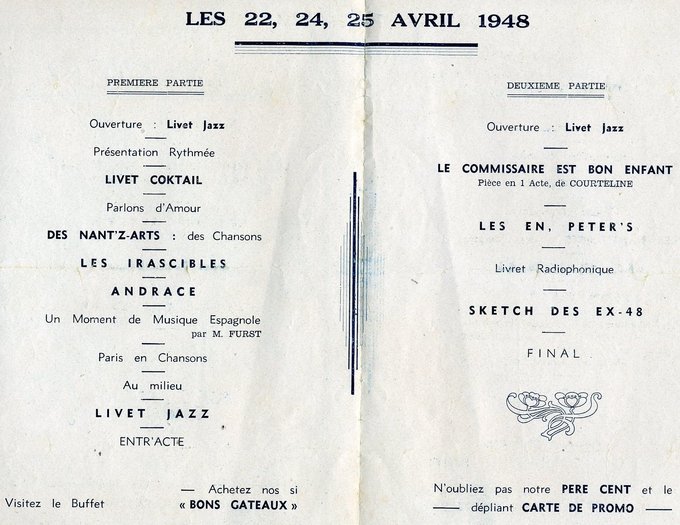 LES 22, 24, 25 AVRIL 1948
PREMIERE PARTIE
Ouverture : Livet Jazz
Présentation Rythmée
LIVET COKTAIL
Parlons d'Amour
DES NANT'Z-ARTS : des Chansons
LES IRASCIBLES
ANDRACE
Un Moment de Musique Espagnole
par M. FURST
Paris en Chansons
Au milieu
LIVET JAZZ
ENTR'ACTE
Visitez le Buffet
— Achetez nos si
« BONS GATEAUX »
DEUXIEME PARTIE
Ouverture : Livet Jazz
LE COMMISSAIRE EST BON ENFANT
Pièce en 1 Acte, de COURTELINE
LES EN, PETER'S
Livret Radiophonique
SKETCH DES EX-48
FINAL
N'oubliez pas notre PERE CENT et le
— dépliant CARTE DE PROMO —